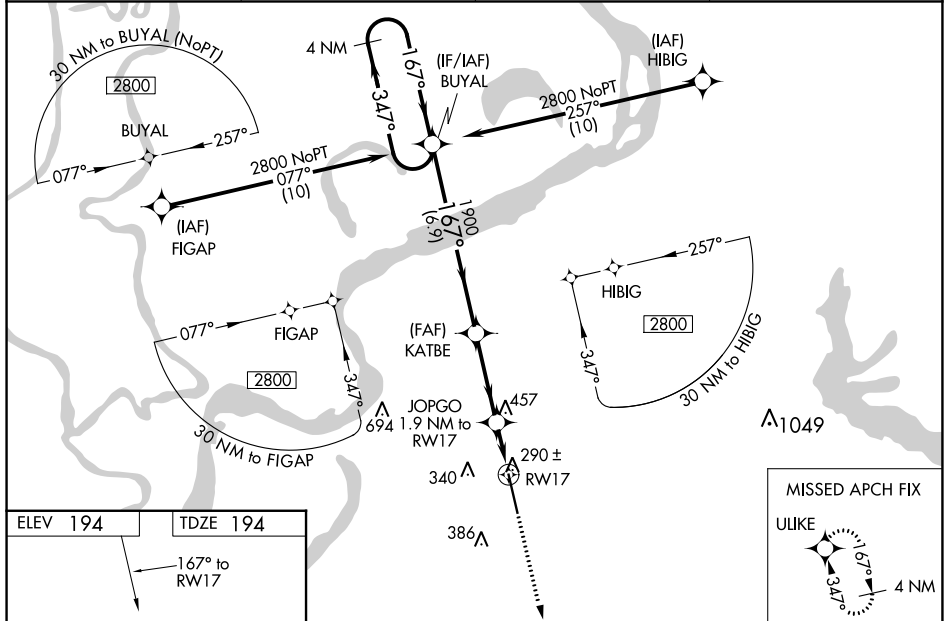 30 NM to BUYAL (NoPT)
2800
BUYAL
077°
257°
4 NM
347°
167°
(IF/IAF)
BUYAL
(IAF)
HIBIG
2800 NoPT
257°
(10)
2800 NoPT
077°
(10)
(IAF)
FIGAP
1900
167°
(6.9)
257°
HIBIG
2800
347°
30 NM to HIBIG
077°
FIGAP
2800
347°
30 NM to FIGAP
(FAF)
KATBE
694
JOPGO
1.9 NM to
RW17
457
290 ±
RW17
340
386
1049
ELEV 194
TDZE 194
167° to
RW17
MISSED APCH FIX
ULIKE
167°
347°
4 NM